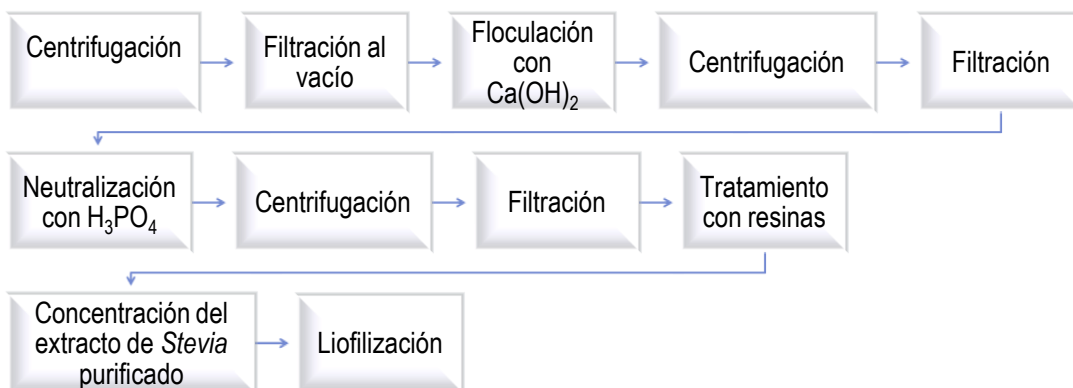 Centrifugación
Filtración al
vacío
Floculación
con
Ca(OH)₂
Centrifugación
Filtración
Neutralización
con H₃PO₄
Centrifugación
Filtración
Tratamiento
con resinas
Concentración del
extracto de Stevia
purificado
Liofilización